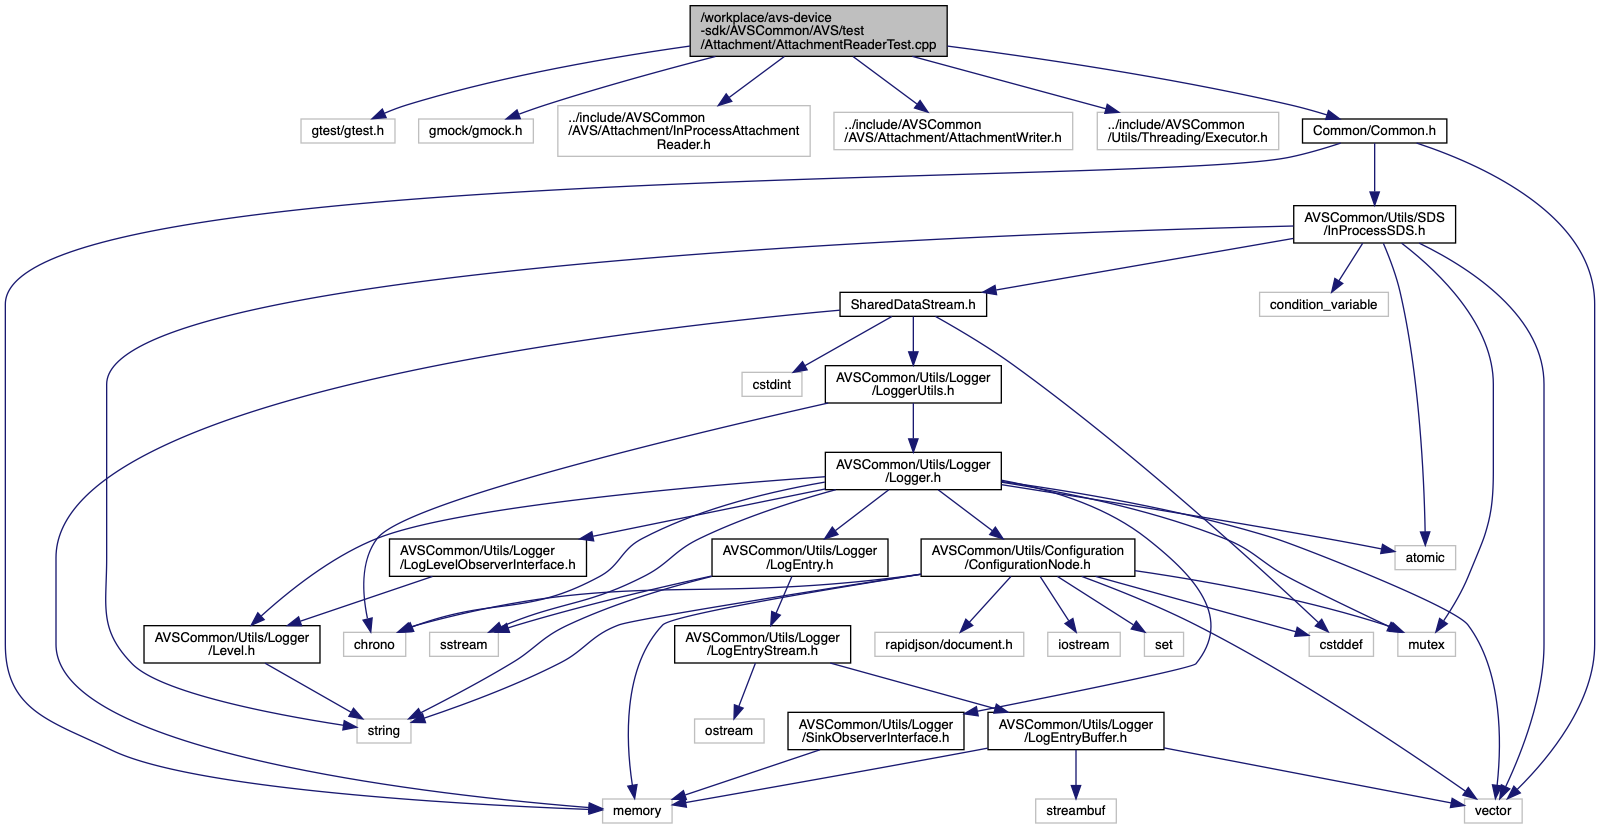 /workplace/avs-device
-sdk/AVSCommon/AVS/test
/Attachment/AttachmentReaderTest.cpp
gtest/gtest.h
gmock/gmock.h
../include/AVSCommon
/AVS/Attachment/InProcessAttachment
Reader.h
../include/AVSCommon
/AVS/Attachment/AttachmentWriter.h
../include/AVSCommon
/Utils/Threading/Executor.h
Common/Common.h
AVSCommon/Utils/SDS
/InProcessSDS.h
SharedDataStream.h
condition_variable
cstdint
AVSCommon/Utils/Logger
/LoggerUtils.h
AVSCommon/Utils/Logger
/Logger.h
AVSCommon/Utils/Logger
/LogLevelObserverInterface.h
AVSCommon/Utils/Logger
/LogEntry.h
AVSCommon/Utils/Configuration
/ConfigurationNode.h
atomic
AVSCommon/Utils/Logger
/Level.h
chrono
sstream
AVSCommon/Utils/Logger
/LogEntryStream.h
rapidjson/document.h
iostream
set
cstddef
mutex
string
ostream
AVSCommon/Utils/Logger
/SinkObserverInterface.h
AVSCommon/Utils/Logger
/LogEntryBuffer.h
memory
streambuf
vector